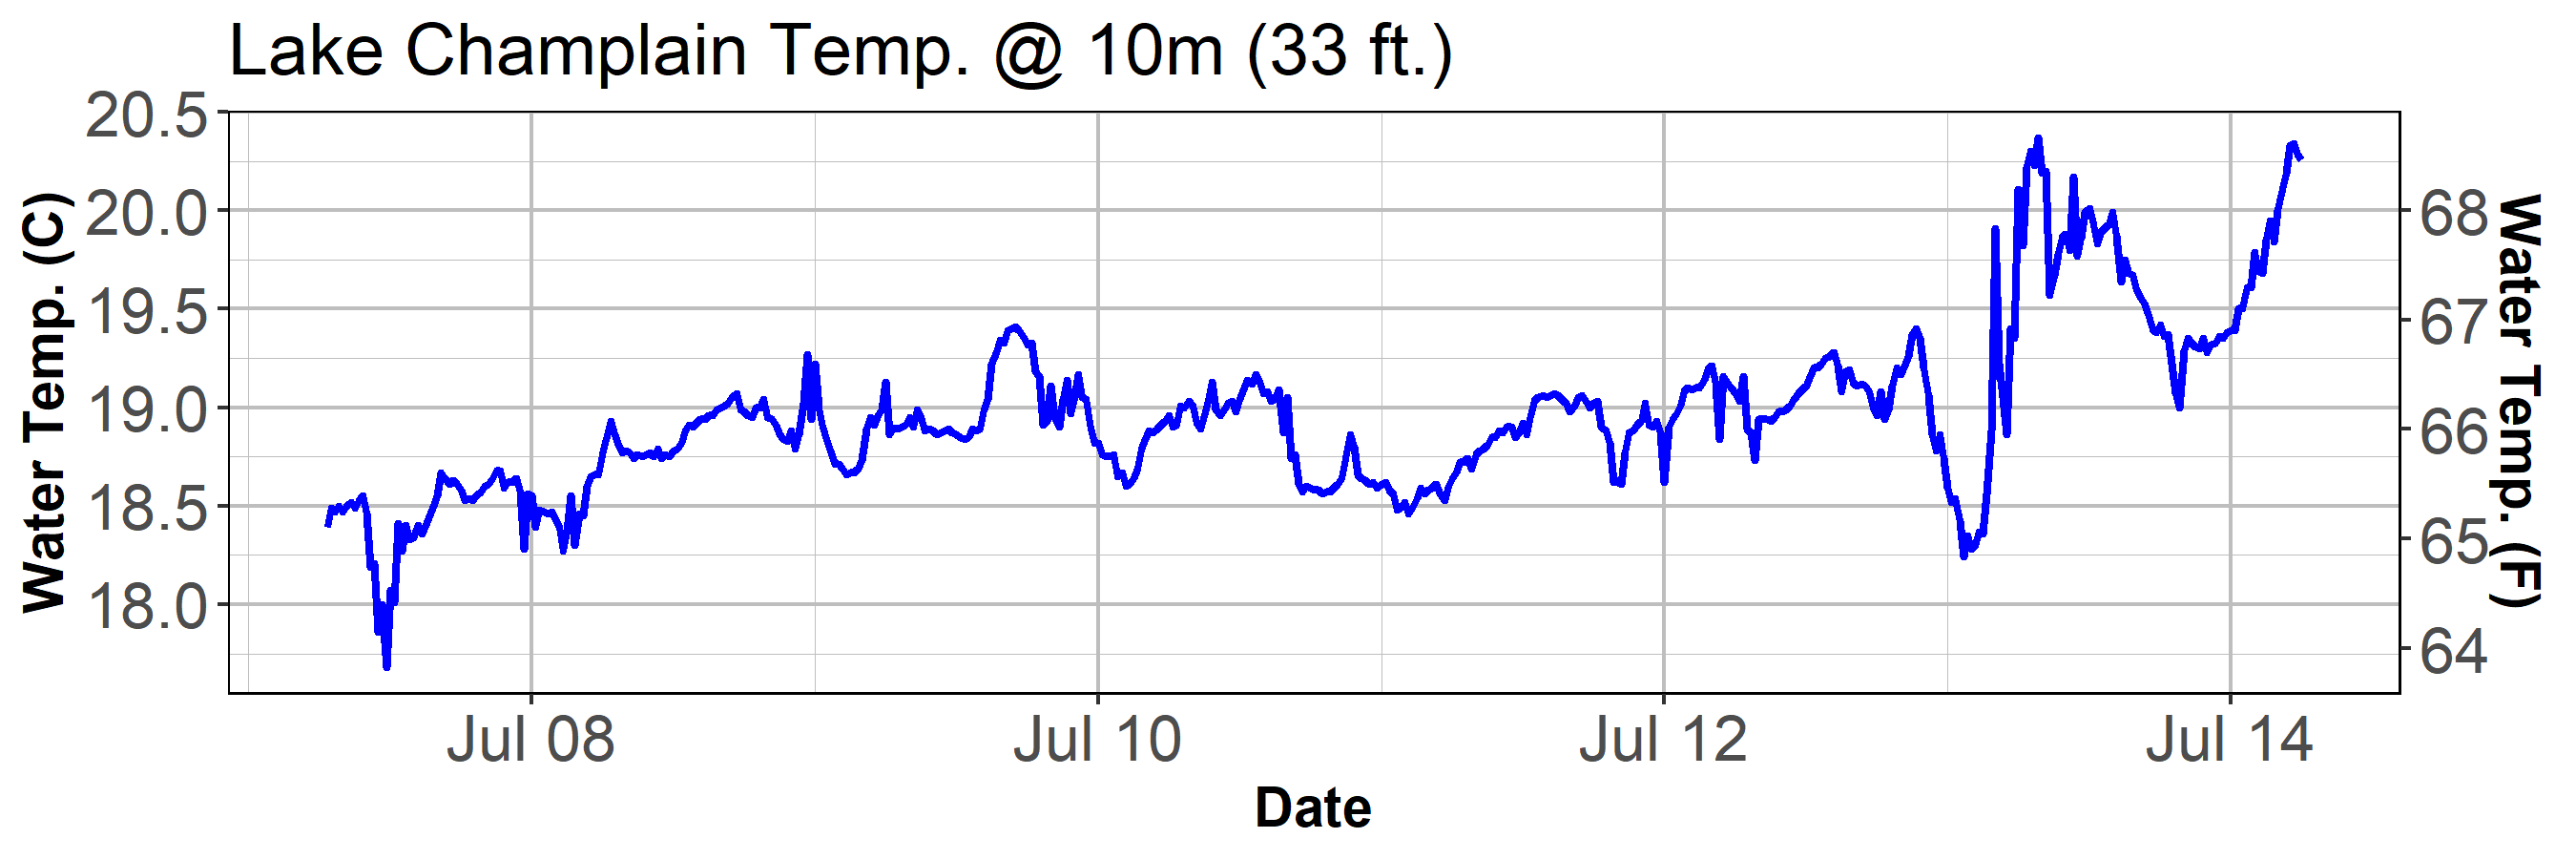 Lake Champlain Temp. @ 10m (33 ft.)
Water Temp. (C)
20.5
20.0
19.5
19.0
18.5
18.0
68
67
66
65
64
Water Temp. (F)
Jul 08
Jul 10
Jul 12
Jul 14
Date